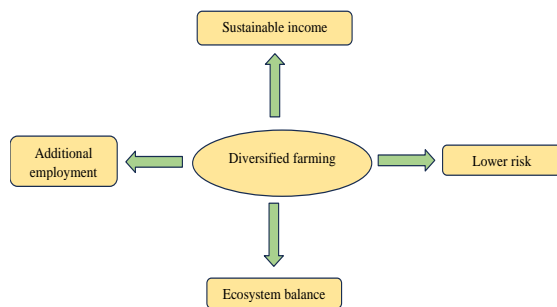 Sustainable income
Additional
employment
Diversified farming
Lower risk
Ecosystem balance